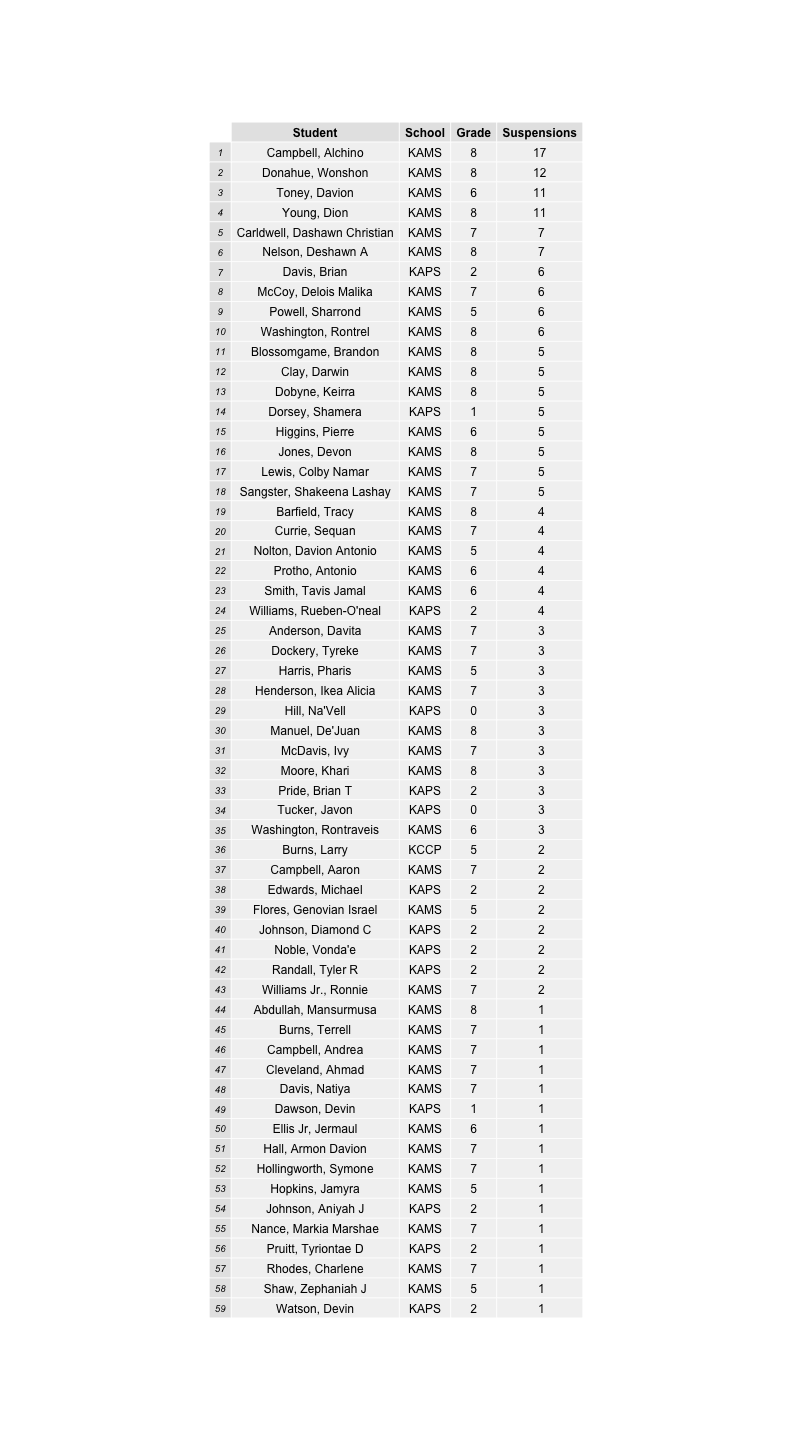 Student School Grade Suspensions
1 Campbell, Alchino KAMS 8 17
2 Donahue, Wonshon KAMS 8 12
3 Toney, Davion KAMS 6 11
4 Young, Dion KAMS 8 11
5 Carldwell, Dashawn Christian KAMS 7 7
6 Nelson, Deshawn A KAMS 8 7
7 Davis, Brian KAPS 2 6
8 McCoy, Delois Malika KAMS 7 6
9 Powell, Sharrond KAMS 5 6
10 Washington, Rontrel KAMS 8 6
11 Blossomgame, Brandon KAMS 8 5
12 Clay, Darwin KAMS 8 5
13 Dobyne, Keirra KAMS 8 5
14 Dorsey, Shamera KAPS 1 5
15 Higgins, Pierre KAMS 6 5
16 Jones, Devon KAMS 8 5
17 Lewis, Colby Namar KAMS 7 5
18 Sangster, Shakeena Lashay KAMS 7 5
19 Barfield, Tracy KAMS 8 4
20 Currie, Sequan KAMS 7 4
21 Nolton, Davion Antonio KAMS 5 4
22 Protho, Antonio KAMS 6 4
23 Smith, Tavis Jamal KAMS 6 4
24 Williams, Rueben-O'neal KAPS 2 4
25 Anderson, Davita KAMS 7 3
26 Dockery, Tyreke KAMS 7 3
27 Harris, Pharis KAMS 5 3
28 Henderson, Ikea Alicia KAMS 7 3
29 Hill, Na'Vell KAPS 0 3
30 Manuel, De'Juan KAMS 8 3
31 McDavis, Ivy KAMS 7 3
32 Moore, Khari KAMS 8 3
33 Pride, Brian T KAPS 2 3
34 Tucker, Javon KAPS 0 3
35 Washington, Rontraveis KAMS 6 3
36 Burns, Larry KCCP 5 2
37 Campbell, Aaron KAMS 7 2
38 Edwards, Michael KAPS 2 2
39 Flores, Genovian Israel KAMS 5 2
40 Johnson, Diamond C KAPS 2 2
41 Noble, Vonda'e KAPS 2 2
42 Randall, Tyler R KAPS 2 2
43 Williams Jr., Ronnie KAMS 7 2
44 Abdullah, Mansurmusa KAMS 8 1
45 Burns, Terrell KAMS 7 1
46 Campbell, Andrea KAMS 7 1
47 Cleveland, Ahmad KAMS 7 1
48 Davis, Natiya KAMS 7 1
49 Dawson, Devin KAPS 1 1
50 Ellis Jr, Jermaul KAMS 6 1
51 Hall, Armon Davion KAMS 7 1
52 Hollingworth, Symone KAMS 7 1
53 Hopkins, Jamyra KAMS 5 1
54 Johnson, Aniyah J KAPS 2 1
55 Nance, Markia Marshae KAMS 7 1
56 Pruitt, Tyriontae D KAPS 2 1
57 Rhodes, Charlene KAMS 7 1
58 Shaw, Zephaniah J KAMS 5 1
59 Watson, Devin KAPS 2 1